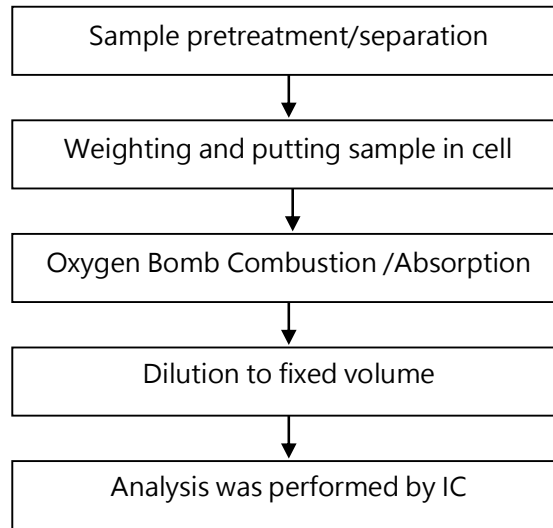 Sample pretreatment/separation
Weighting and putting sample in cell
Oxygen Bomb Combustion /Absorption
Dilution to fixed volume
Analysis was performed by IC